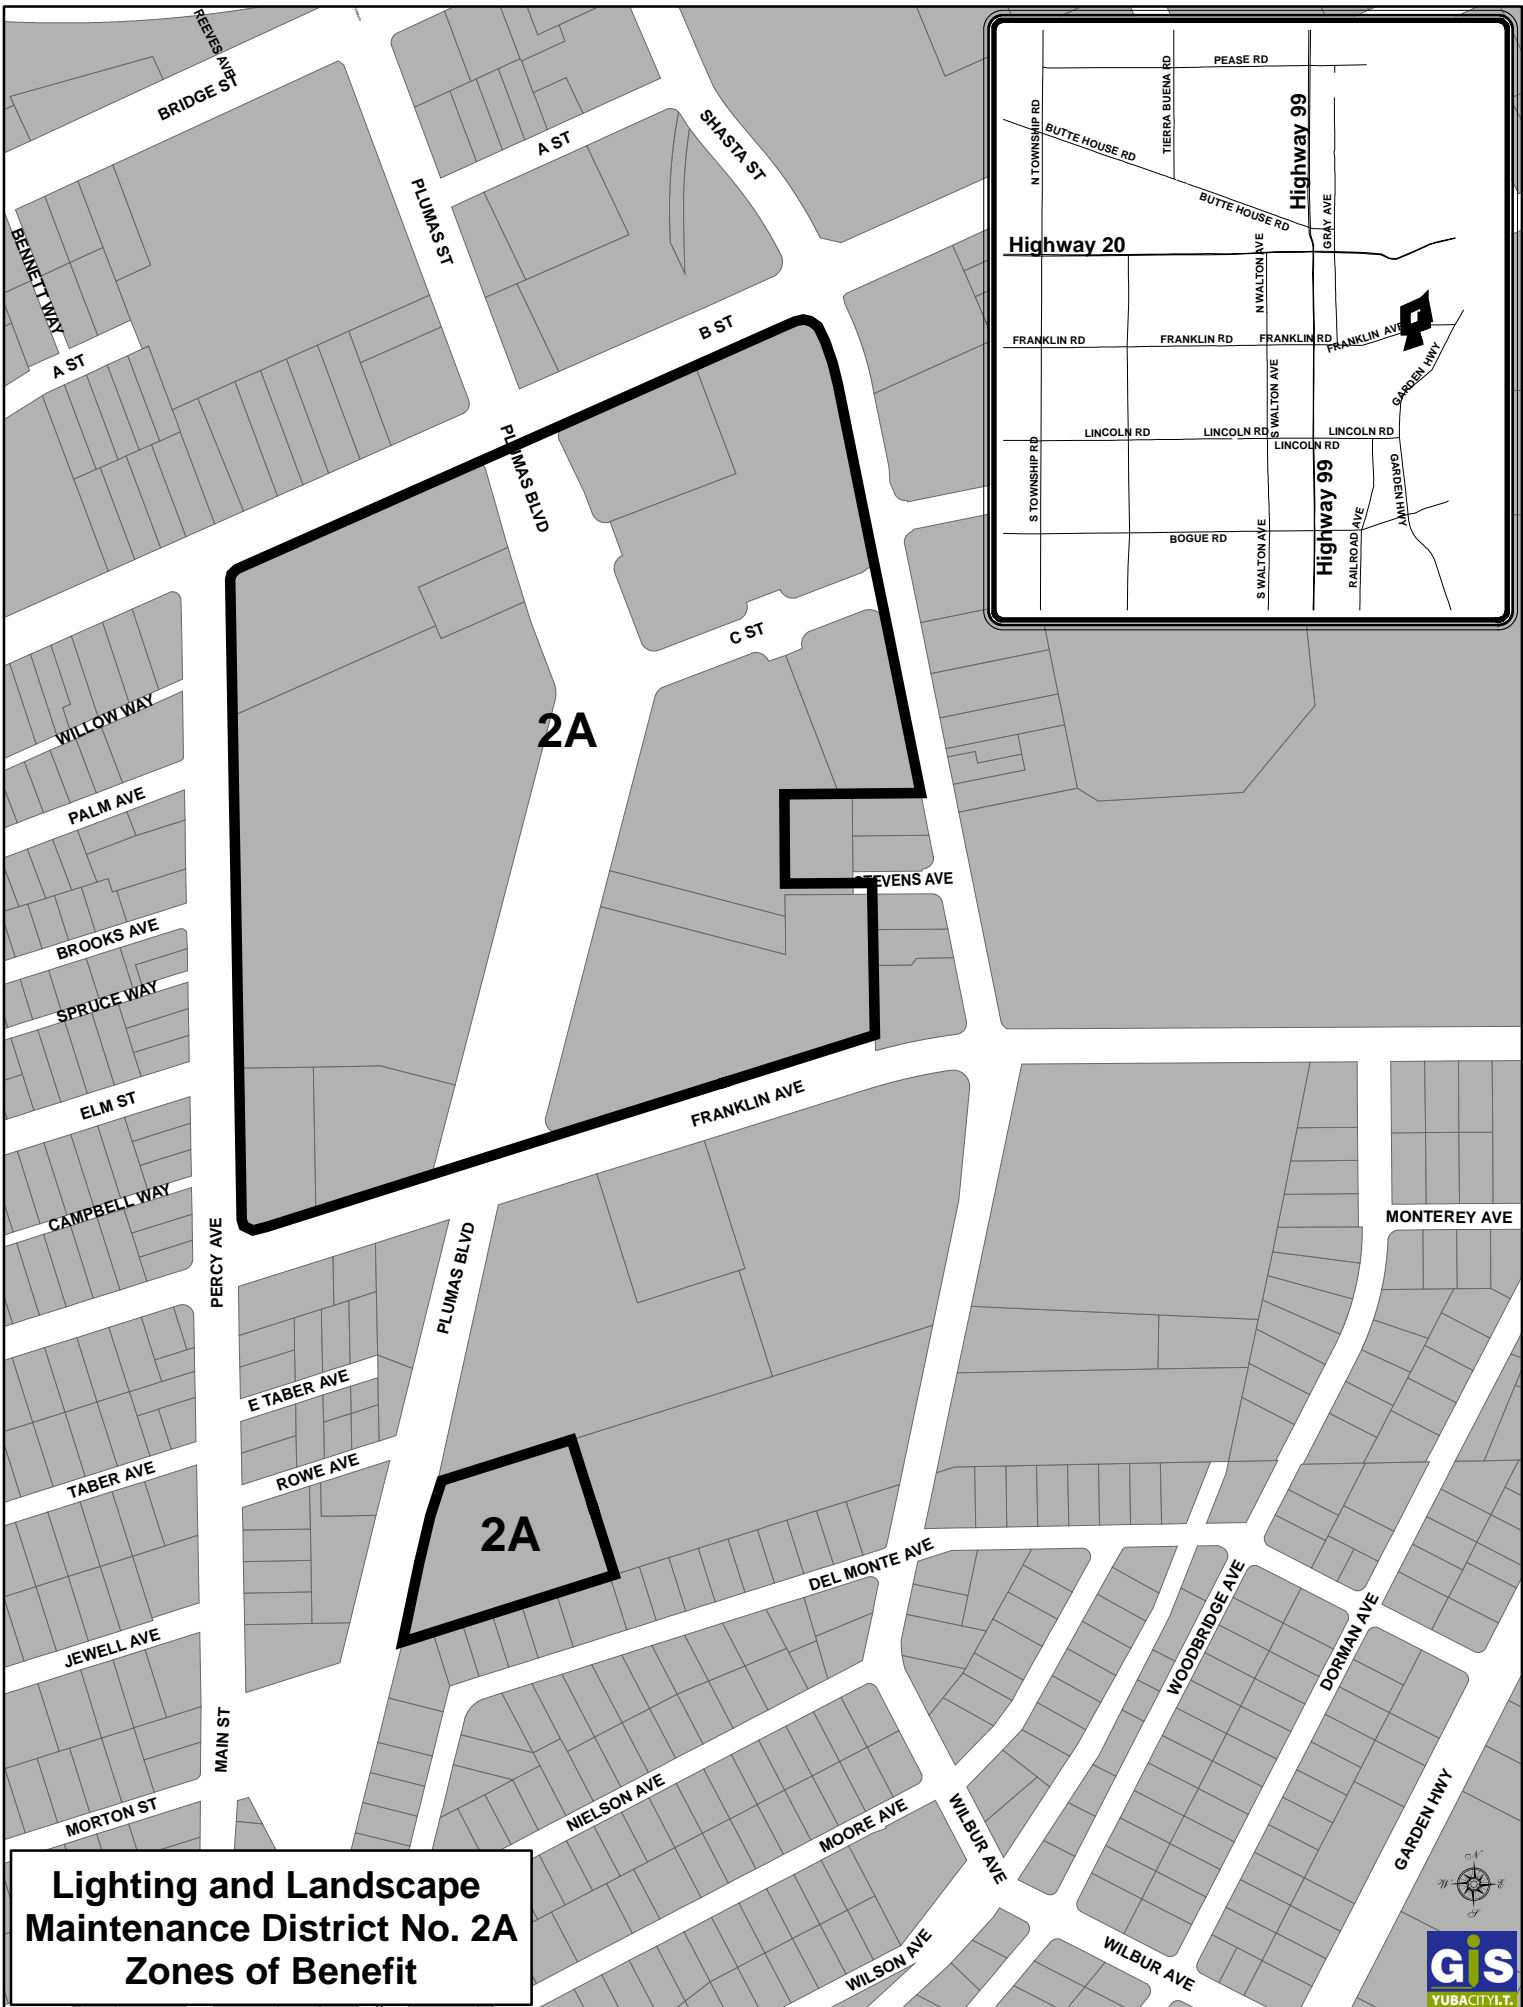 REEVES AVE
BRIDGE ST
A ST
SHASTA ST
PLUMAS ST
BENNETT WAY
A ST
B ST
PLUMAS BLVD
C ST
2A
WILLOW WAY
PALM AVE
STEVENS AVE
BROOKS AVE
SPRUCE WAY
ELM ST
FRANKLIN AVE
CAMPBELL WAY
PERCY AVE
PLUMAS BLVD
MONTEREY AVE
E TABER AVE
ROWE AVE
TABER AVE
2A
DEL MONTE AVE
WOODBRIDGE AVE
DORMAN AVE
JEWELL AVE
MAIN ST
MORTON ST
NIELSON AVE
MOORE AVE
WILBUR AVE
GARDEN HWY
WILSON AVE
WILBUR AVE
PEASE RD
TIERRA BUENA RD
N TOWNSHIP RD
BUTTE HOUSE RD
Highway 99
BUTTE HOUSE RD
GRAY AVE
Highway 20
N WALTON AVE
FRANKLIN RD
FRANKLIN RD
FRANKLIN RD
FRANKLIN AVE
GARDEN HWY
S WALTON AVE
LINCOLN RD
LINCOLN RD
LINCOLN RD
LINCOLN RD
S TOWNSHIP RD
GARDEN HWY
Highway 99
BOGUE RD
S WALTON AVE
RAILROAD AVE
Lighting and Landscape
Maintenance District No. 2A
Zones of Benefit
N
W
E
S
GIS
YUBACITYI.T.